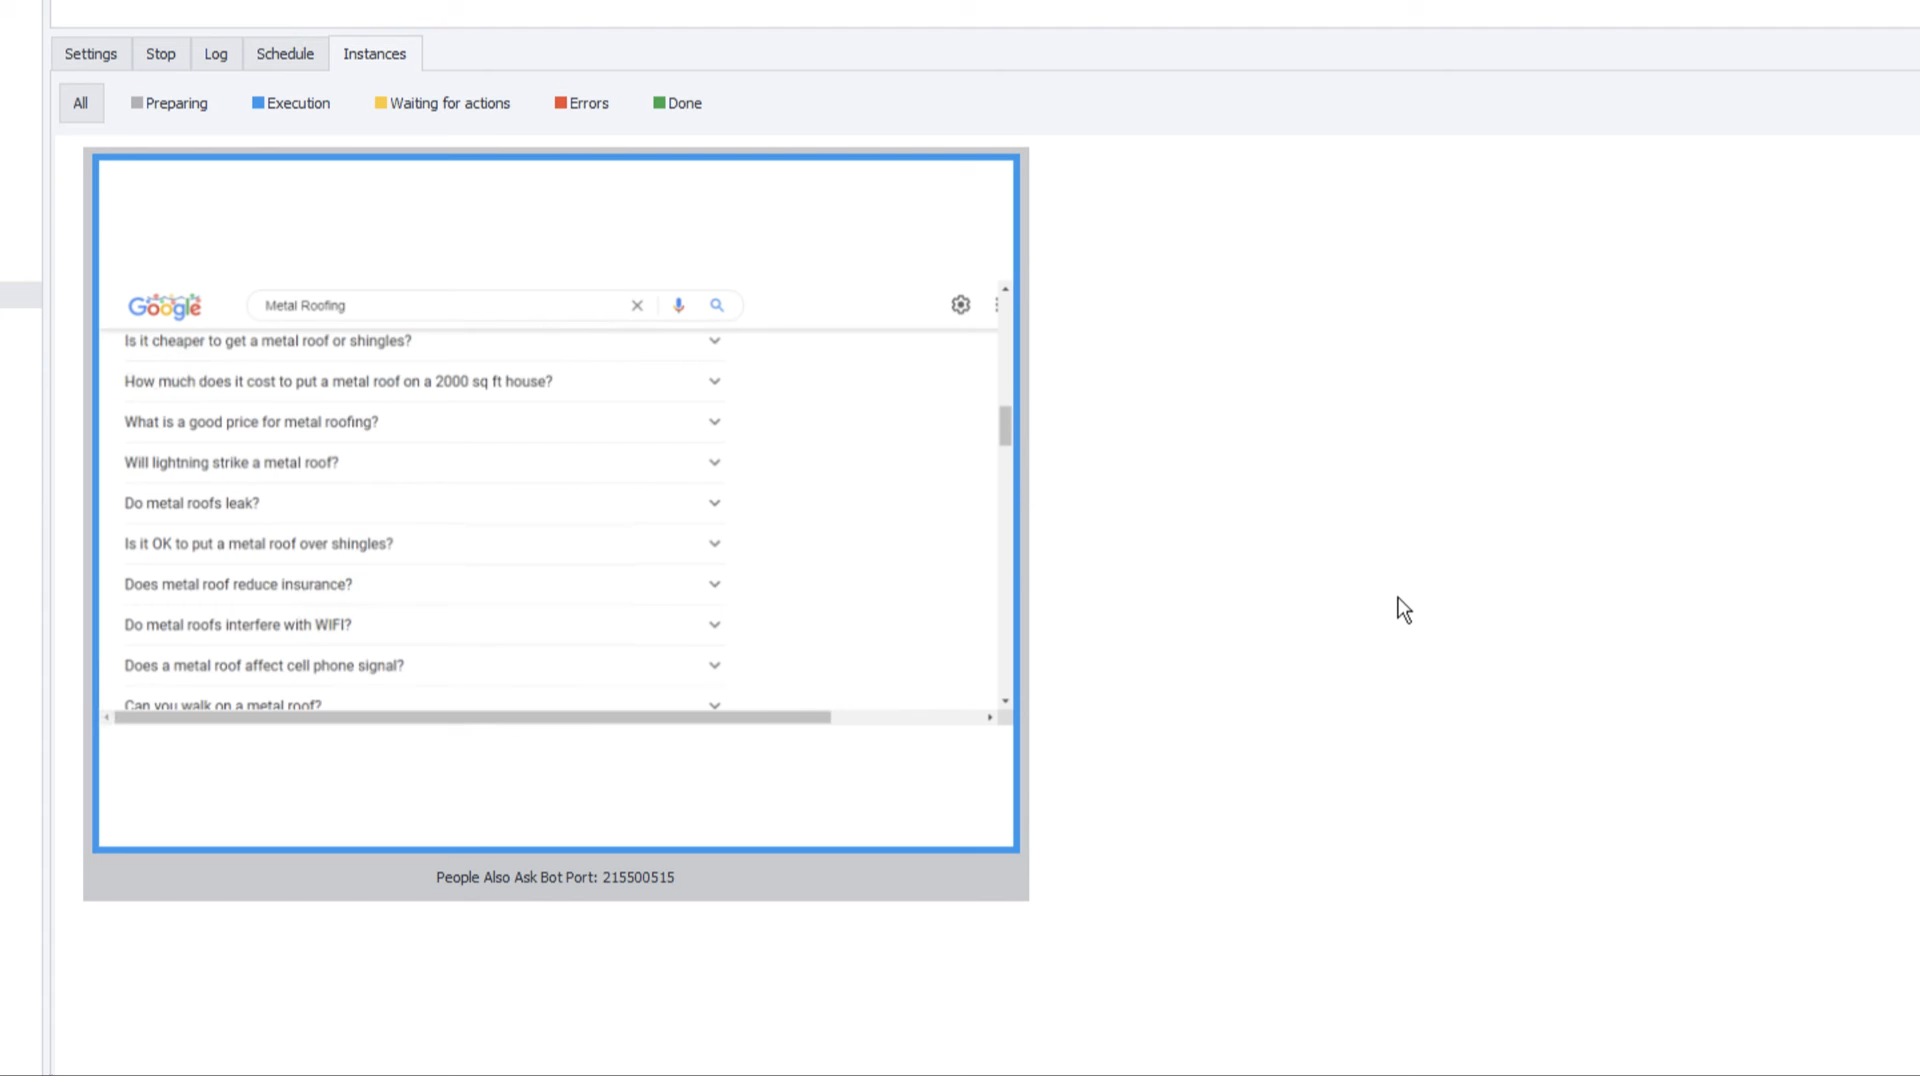 Settings Stop Log Schedule Instances
All Preparing Execution Waiting for actions Errors Done
Google Metal Roofing
Is it cheaper to get a metal roof or shingles?
How much does it cost to put a metal roof on a 2000 sq ft house?
What is a good price for metal roofing?
Will lightning strike a metal roof?
Do metal roofs leak?
Is it OK to put a metal roof over shingles?
Does metal roof reduce insurance?
Do metal roofs interfere with WIFI?
Does a metal roof affect cell phone signal?
Can you walk on a metal roof?
People Also Ask Bot Port: 215500515